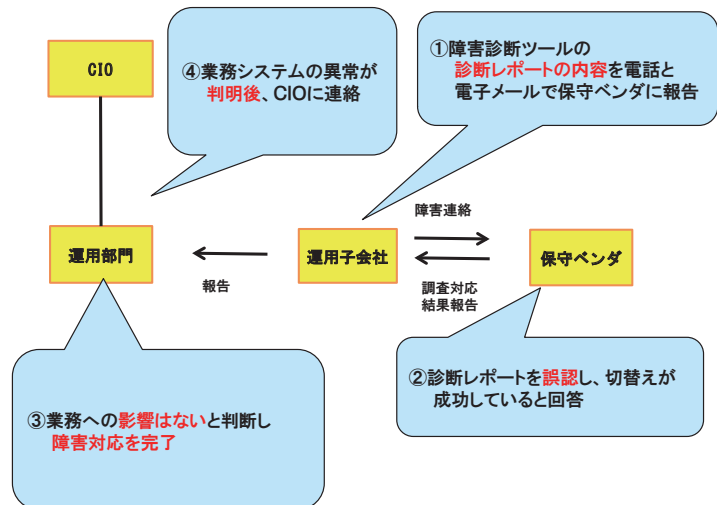 CIO
④業務システムの異常が
判明後、CIOに連絡
①障害診断ツールの
診断レポートの内容を電話と
電子メールで保守ベンダに報告
運用部門
報告
運用子会社
障害連絡
調査対応
結果報告
保守ベンダ
③業務への影響はないと判断し
障害対応を完了
②診断レポートを誤認し、切替えが
成功していると回答